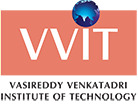 VVIT
VASIREDDY VENKATADRI
INSTITUTE OF TECHNOLOGY